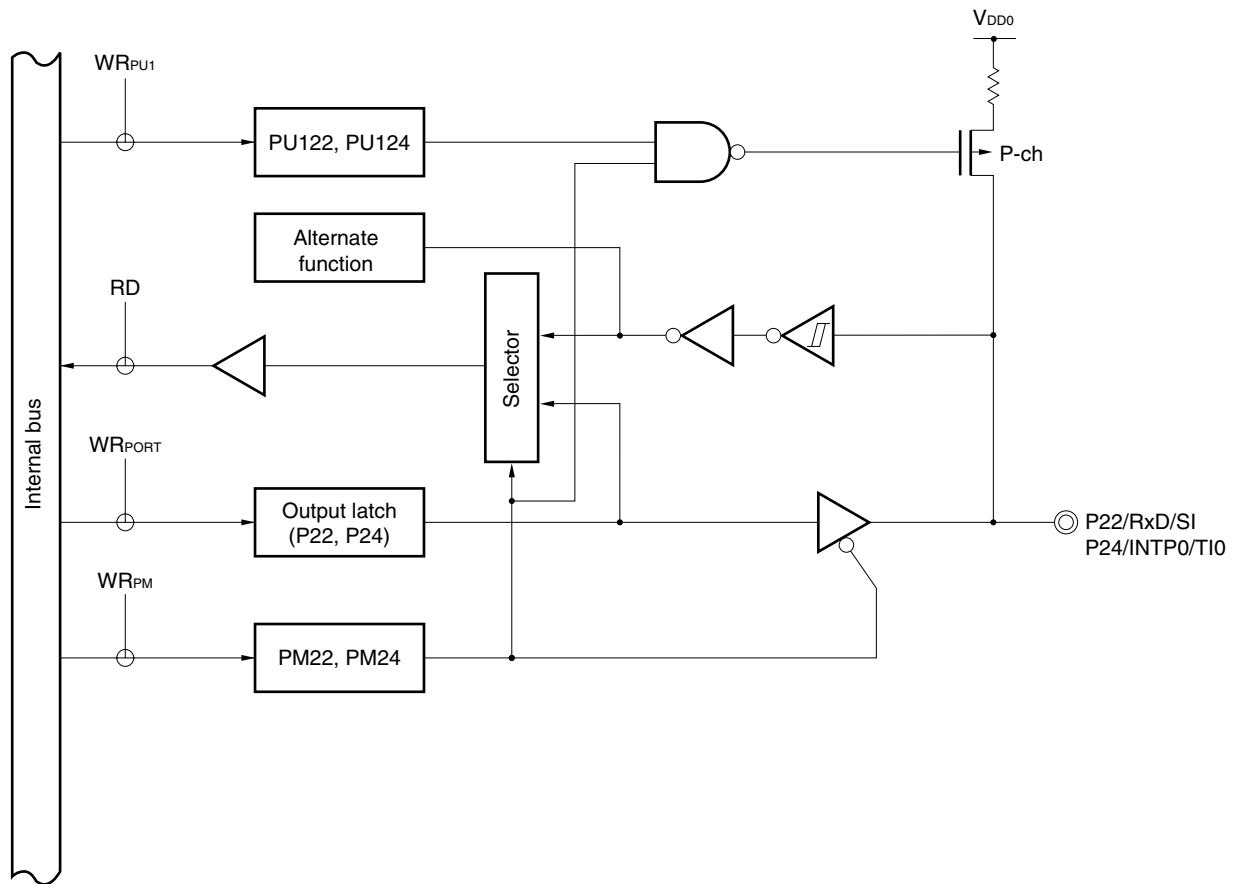 VDD0
WRPU1
PU122, PU124
P-ch
Alternate
function
RD
Selector
Internal bus
WRPORT
Output latch
(P22, P24)
P22/RxD/SI
P24/INTP0/TI0
WRPM
PM22, PM24